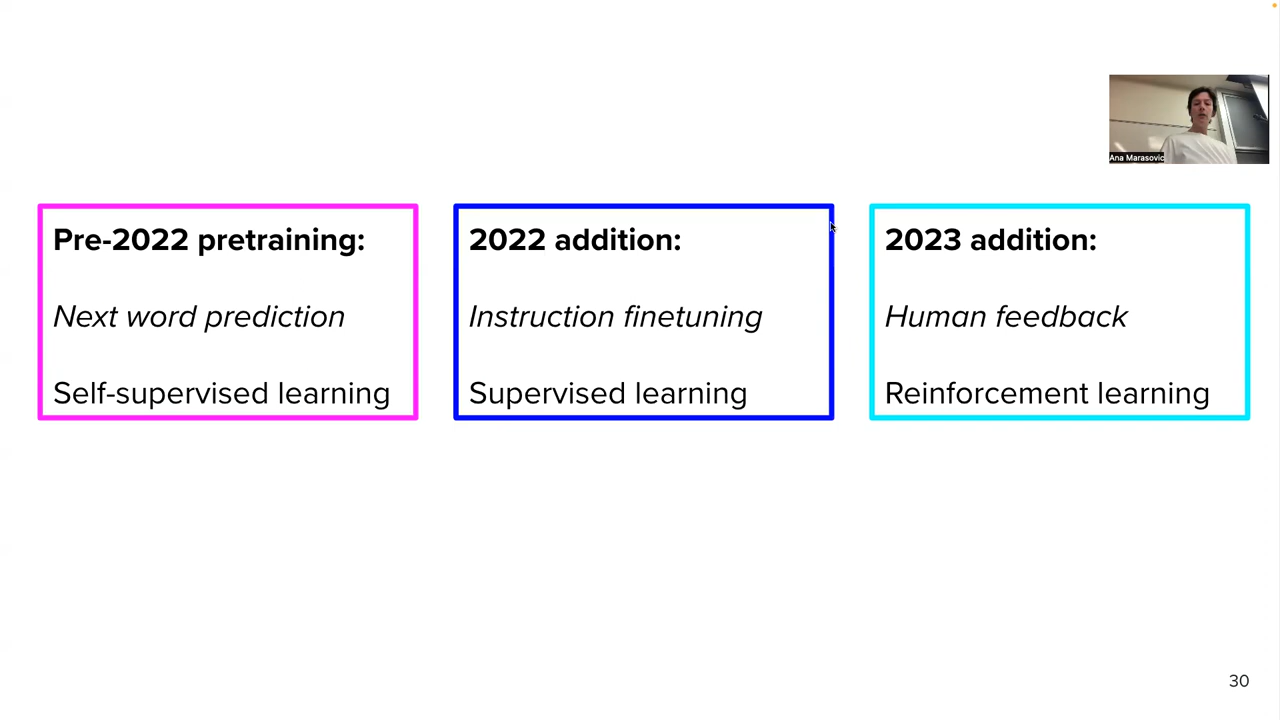 Ana Marasovic
Pre-2022 pretraining:
Next word prediction
Self-supervised learning
2022 addition:
Instruction finetuning
Supervised learning
2023 addition:
Human feedback
Reinforcement learning
30